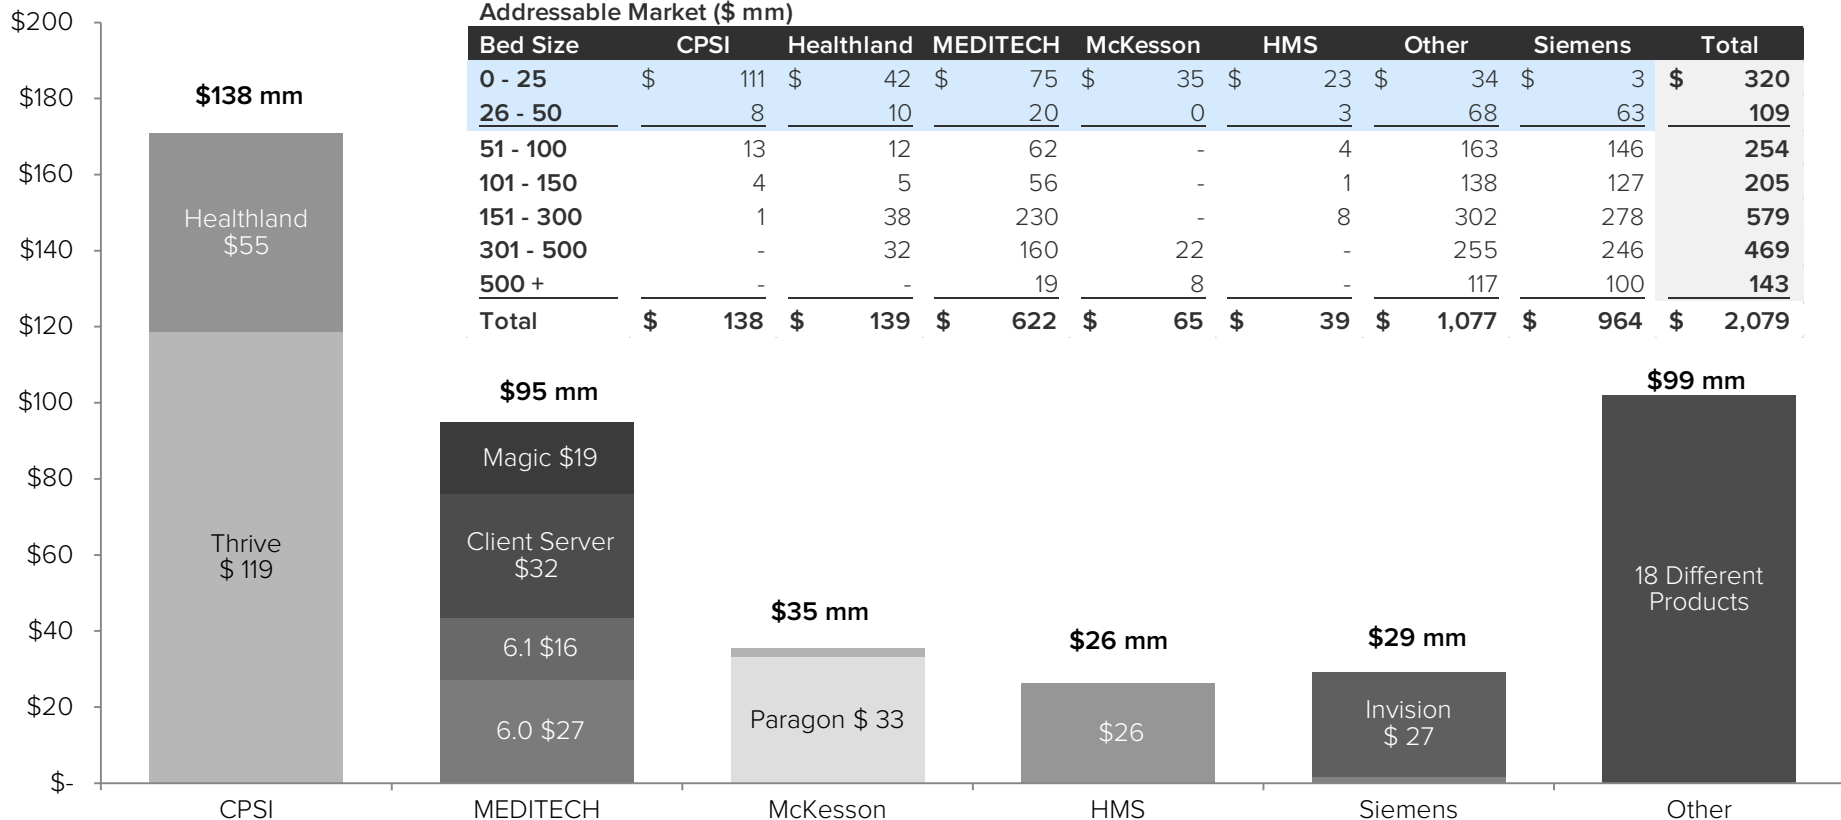 Addressable Market ($ mm)
Bed Size CPSI Healthland MEDITECH McKesson HMS Other Siemens Total
0 - 25 $ 111 $ 42 $ 75 $ 35 $ 23 $ 34 $ 3 $ 320
26 - 50 8 10 20 0 3 68 63 109
51 - 100 13 12 62 - 4 163 146 254
101 - 150 4 5 56 - 1 138 127 205
151 - 300 1 38 230 - 8 302 278 579
301 - 500 - 32 160 22 - 255 246 469
500 + - - 19 8 - 117 100 143
Total $ 138 $ 139 $ 622 $ 65 $ 39 $ 1,077 $ 964 $ 2,079
$200
$180
$160
$140
$120
$100
$80
$60
$40
$20
$-
$138 mm
Healthland
$55
Thrive
$ 119
CPSI
$95 mm
Magic $19
Client Server
$32
6.1 $16
6.0 $27
MEDITECH
$35 mm
Paragon $ 33
McKesson
$26 mm
$26
HMS
$29 mm
Invision
$ 27
Siemens
$99 mm
18 Different
Products
Other